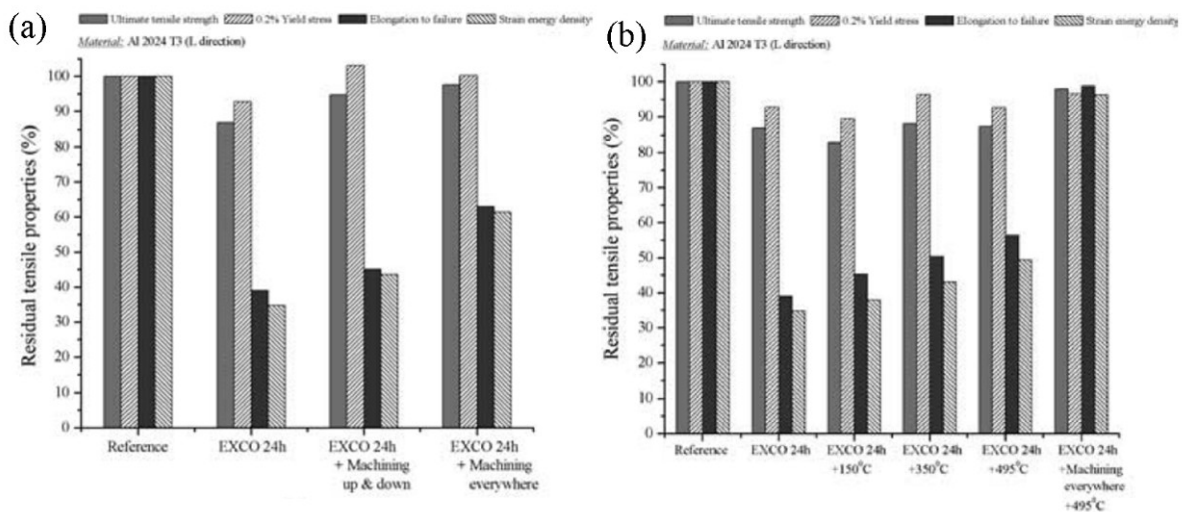 (a)
Ultimate tensile strength 0.2% Yield stress Elongation to failure Strain energy density
Material: Al 2024 T3 (L direction)
Residual tensile properties (%)
100
90
80
70
60
50
40
30
20
10
0
Reference
EXCO 24h
EXCO 24h
+ Machining
up & down
EXCO 24h
+ Machining
everywhere
(b)
Ultimate tensile strength 0.2% Yield stress Elongation to failure Strain energy density
Material: Al 2024 T3 (L direction)
Residual tensile properties (%)
100
90
80
70
60
50
40
30
20
10
0
Reference
EXCO 24h
EXCO 24h
+150°C
EXCO 24h
+350°C
EXCO 24h
+495°C
EXCO 24h
+Machining
everywhere
+495°C